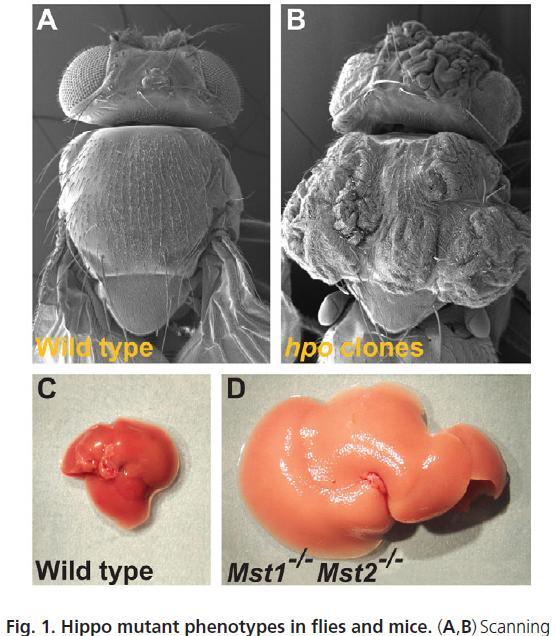 A
B
Wild type
hpo clones
C
D
Wild type
Mst1-/- Mst2-/-
Fig. 1. Hippo mutant phenotypes in flies and mice. (A,B) Scanning